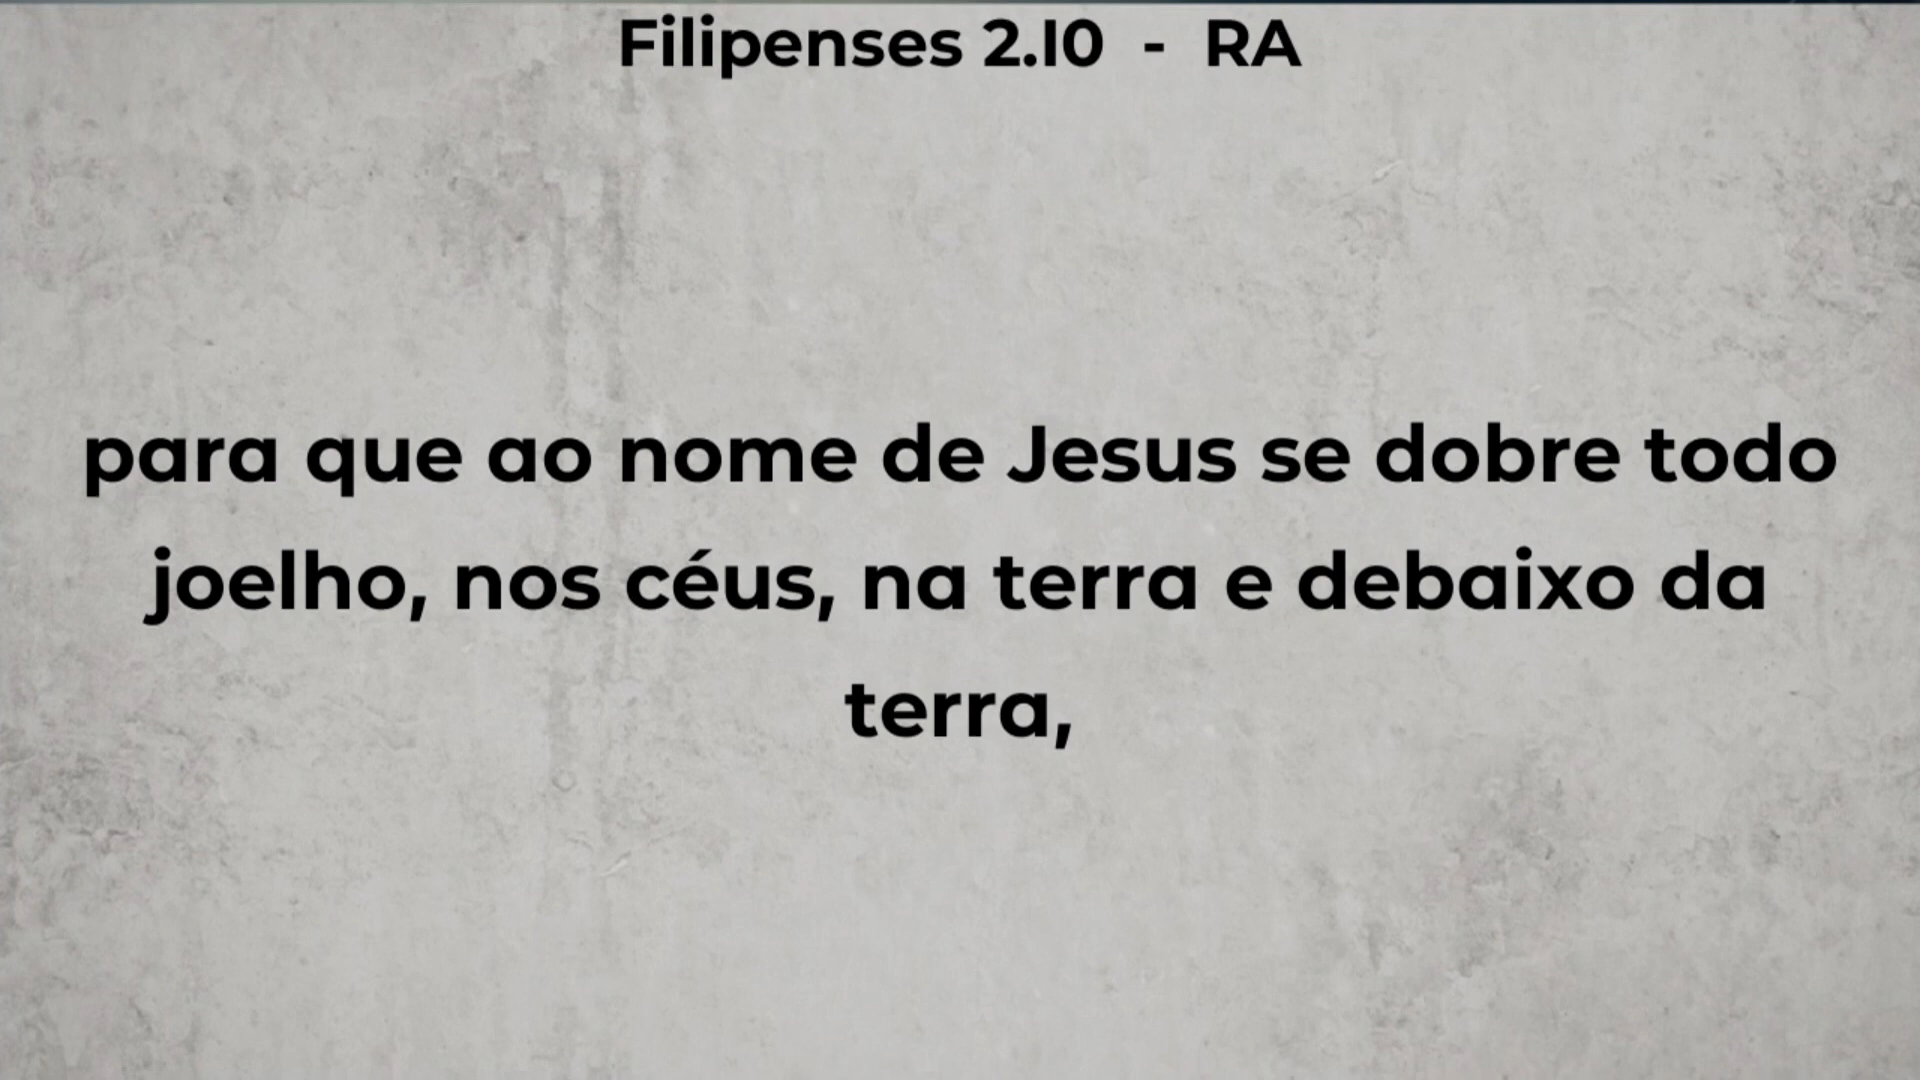 Filipenses 2.10 - RA
para que ao nome de Jesus se dobre todo
joelho, nos céus, na terra e debaixo da
terra,